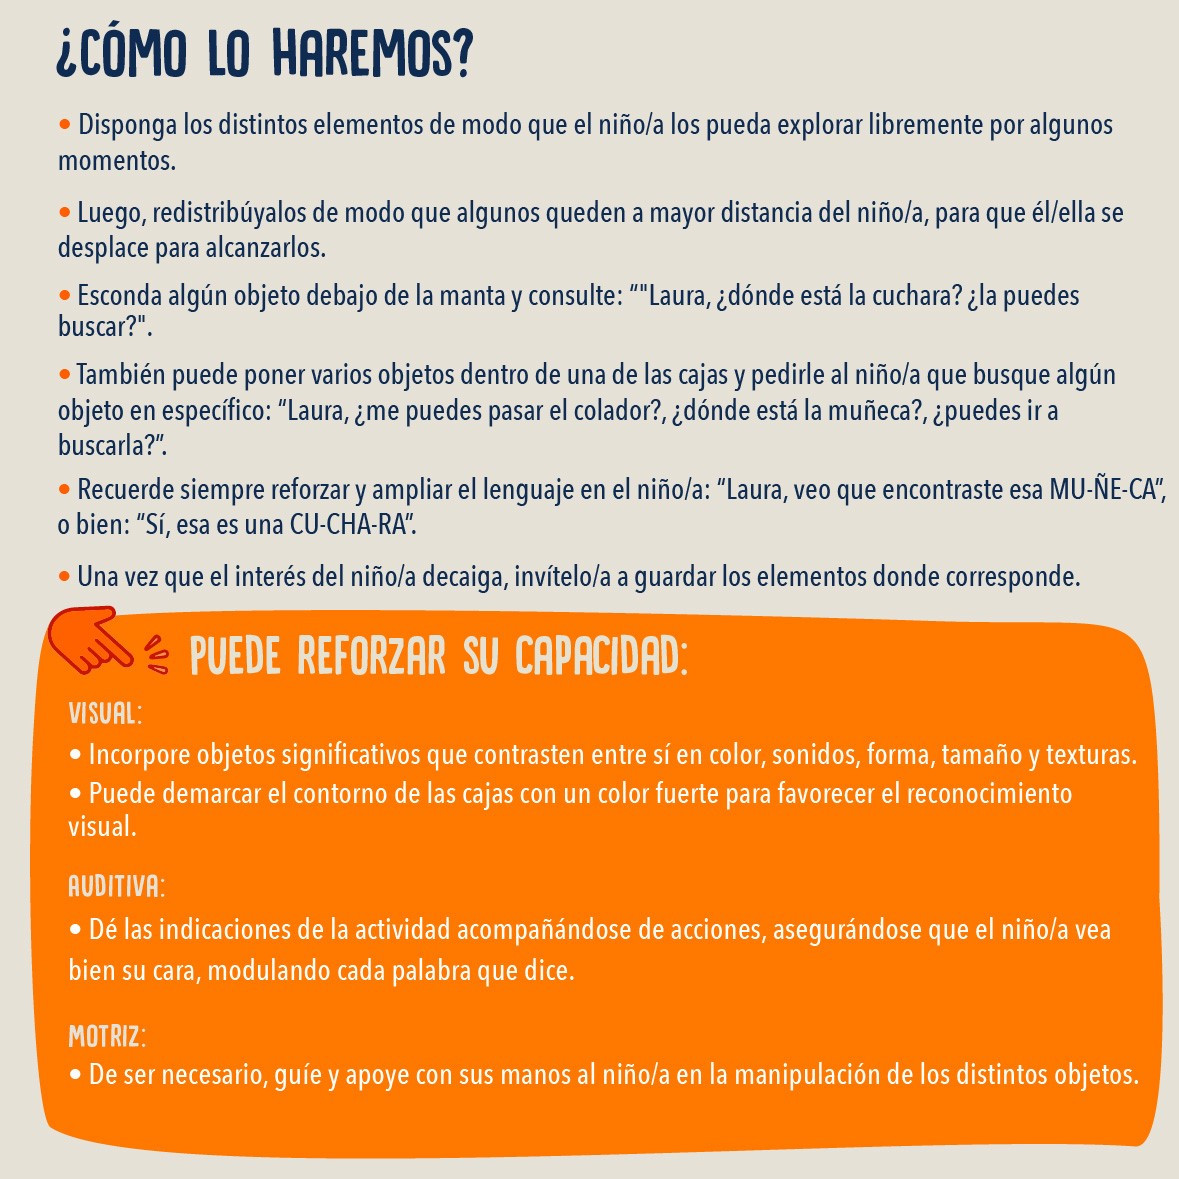 ¿CÓMO LO HAREMOS?
• Disponga los distintos elementos de modo que el niño/a los pueda explorar libremente por algunos
momentos.
• Luego, redistribúyalos de modo que algunos queden a mayor distancia del niño/a, para que él/ella se
desplace para alcanzarlos.
• Esconda algún objeto debajo de la manta y consulte: “"Laura, ¿dónde está la cuchara? ¿la puedes
buscar?".
• También puede poner varios objetos dentro de una de las cajas y pedirle al niño/a que busque algún
objeto en específico: “Laura, ¿me puedes pasar el colador?, ¿dónde está la muñeca?, ¿puedes ir a
buscarla?”.
• Recuerde siempre reforzar y ampliar el lenguaje en el niño/a: “Laura, veo que encontraste esa MU-ÑE-CA”,
o bien: “Sí, esa es una CU-CHA-RA”.
• Una vez que el interés del niño/a decaiga, invítelo/a a guardar los elementos donde corresponde.
PUEDE REFORZAR SU CAPACIDAD:
VISUAL:
• Incorpore objetos significativos que contrasten entre sí en color, sonidos, forma, tamaño y texturas.
• Puede demarcar el contorno de las cajas con un color fuerte para favorecer el reconocimiento
visual.
AUDITIVA:
• Dé las indicaciones de la actividad acompañándose de acciones, asegurándose que el niño/a vea
bien su cara, modulando cada palabra que dice.
MOTRIZ:
• De ser necesario, guíe y apoye con sus manos al niño/a en la manipulación de los distintos objetos.